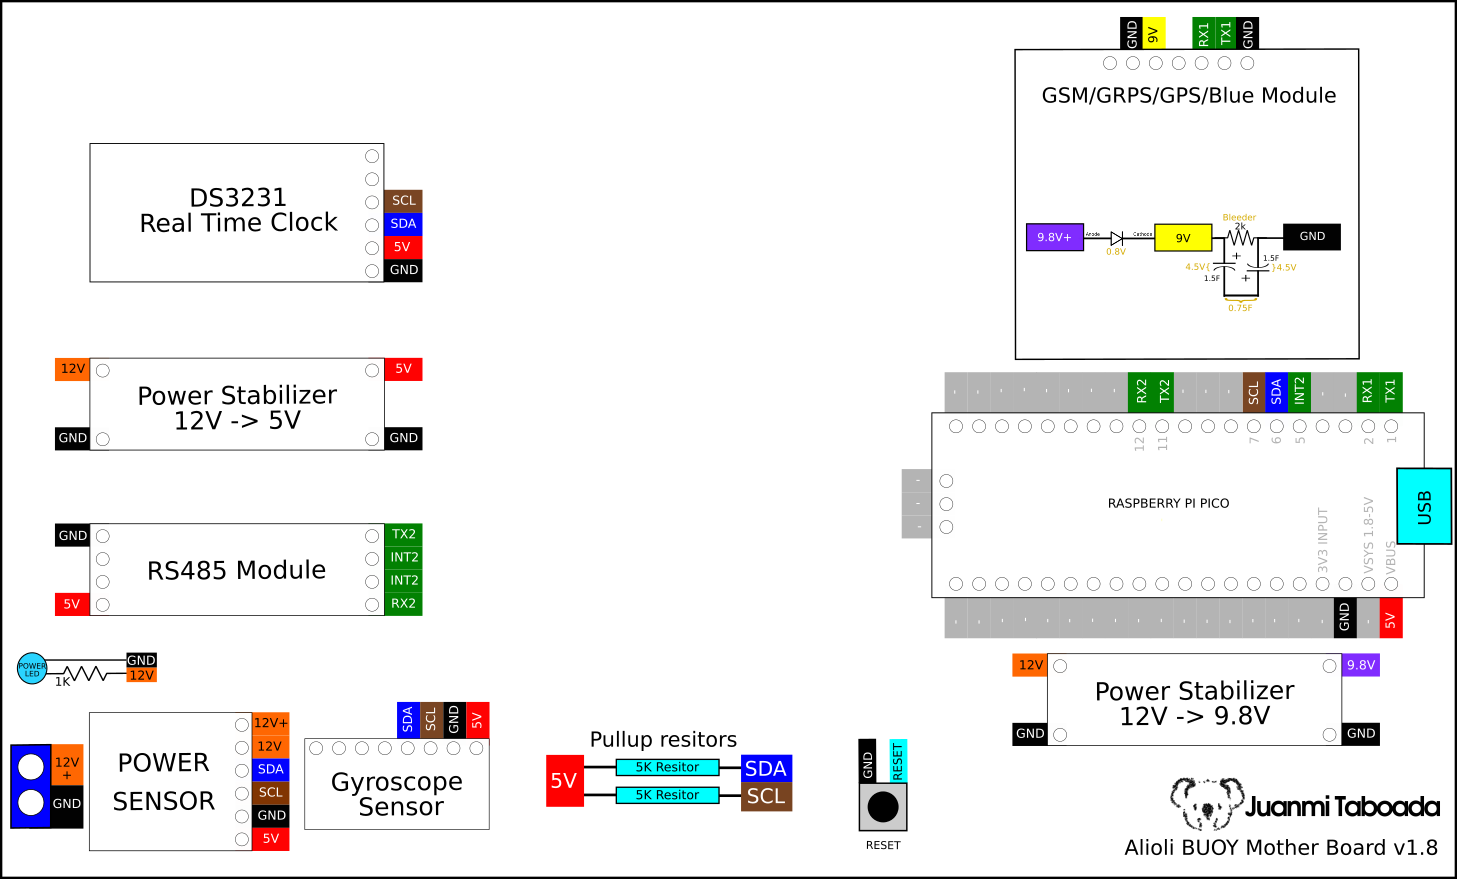 GND
9V
RX1
TX1
GND
GSM/GRPS/GPS/Blue Module
9.8V+
Anode
0.8V
Cathode
9V
Bleeder
2k
GND
+
1.5F
4.5V{
}4.5V
1.5F
+
0.75F
DS3231
Real Time Clock
SCL
SDA
5V
GND
12V
5V
Power Stabilizer
12V -> 5V
GND
GND
- - - - - - - - RX2 TX2 - - - SCL SDA INT2 - - RX1 TX1
12 11 7 6 5 2 1
-
-
-
RASPBERRY PI PICO
USB
3V3 INPUT
VSYS 1.8-5V
VBUS
- - - - - - - - - - - - - - - - - GND - 5V
GND
TX2
INT2
RS485 Module
INT2
5V
RX2
POWER
LED
1K
GND
12V
12V
9.8V
Power Stabilizer
12V -> 9.8V
GND
GND
12V
+
GND
POWER
SENSOR
12V+
12V
SDA
SCL
GND
5V
SDA
SCL
GND
5V
Gyroscope
Sensor
Pullup resitors
5V
5K Resitor
SDA
5K Resitor
SCL
GND
RESET
RESET
Juanmi Taboada
Alioli BUOY Mother Board v1.8